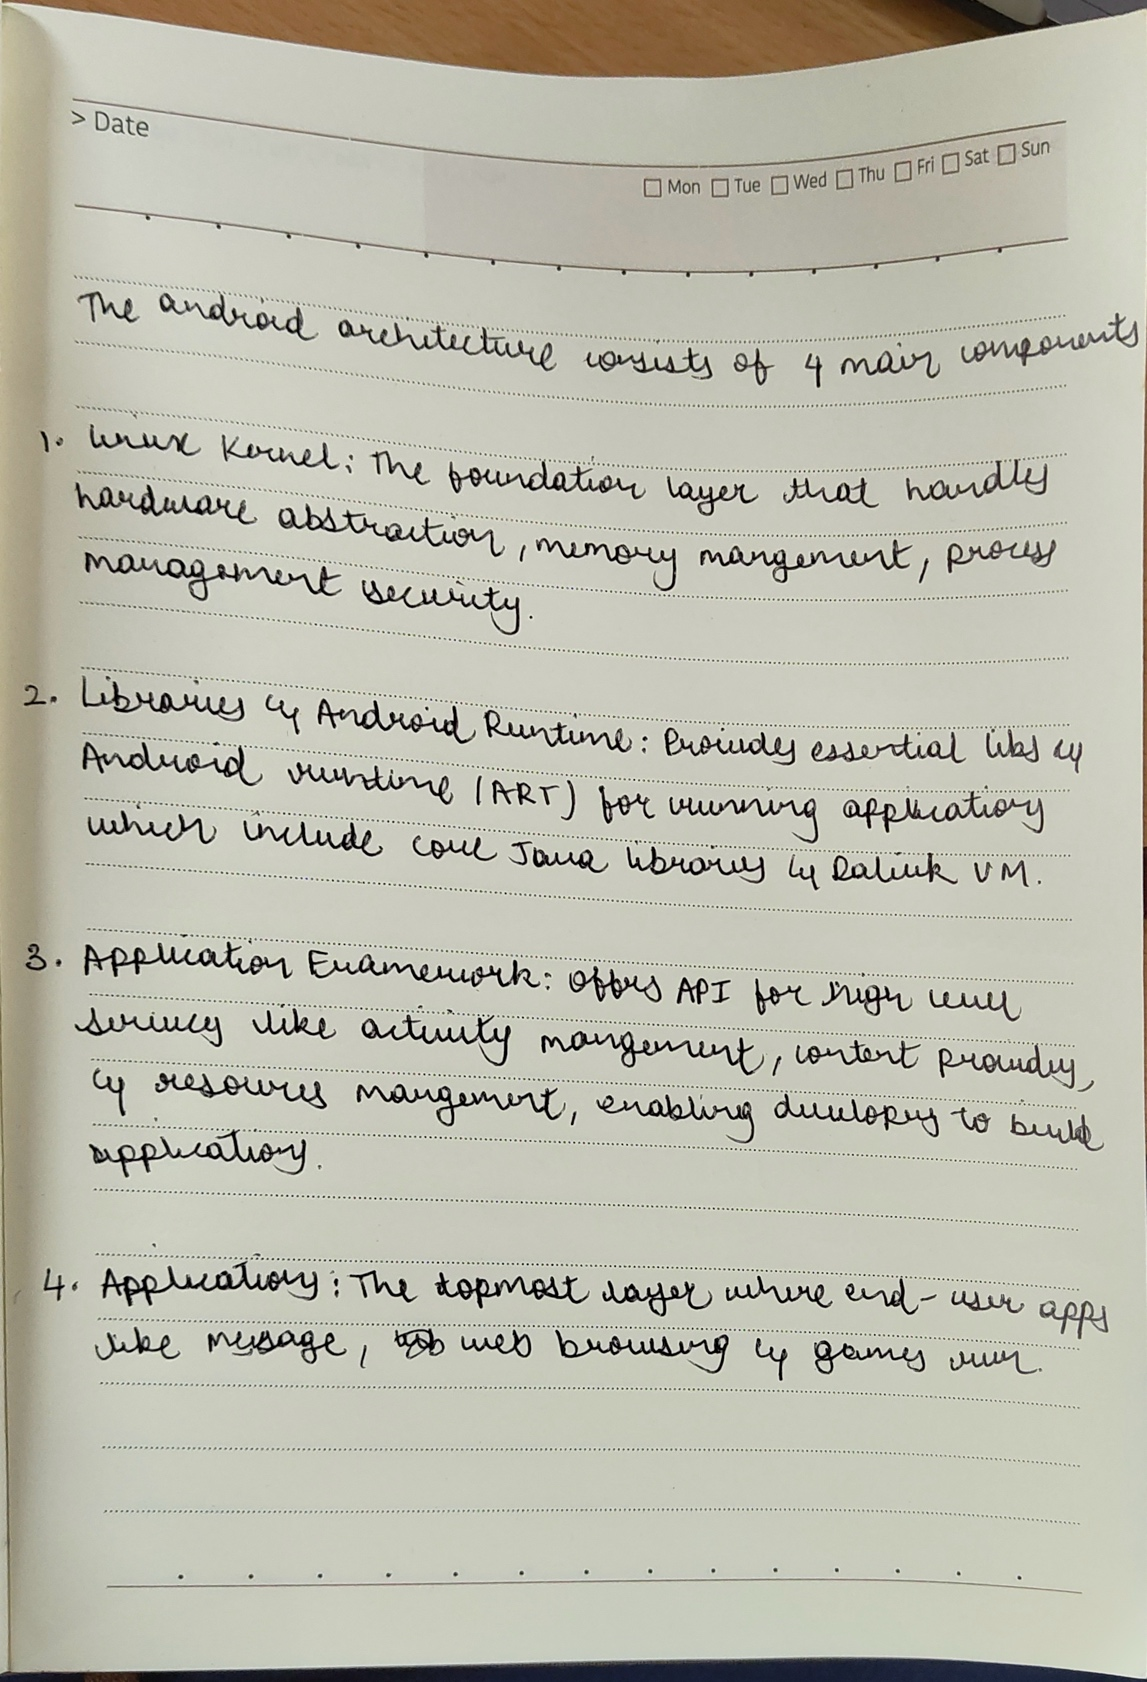 > Date
Mon Tue Wed Thu Fri Sat Sun
The android architecture consists of 4 main components
1. Linux Kernel: The foundation layer that handles
hardware abstraction, memory mangement, process
management security.
2. Libraries & Android Runtime: Provides essential libs &
Android runtime (ART) for running applications
which include core Java libraries & Dalvik VM.
3. Application Framework: offers API for high level
services like activity mangement, content providers,
& resources mangement, enabling developers to build
applications.
4. Applications: The topmost layer where end-user apps
like message, web browsing & games run.